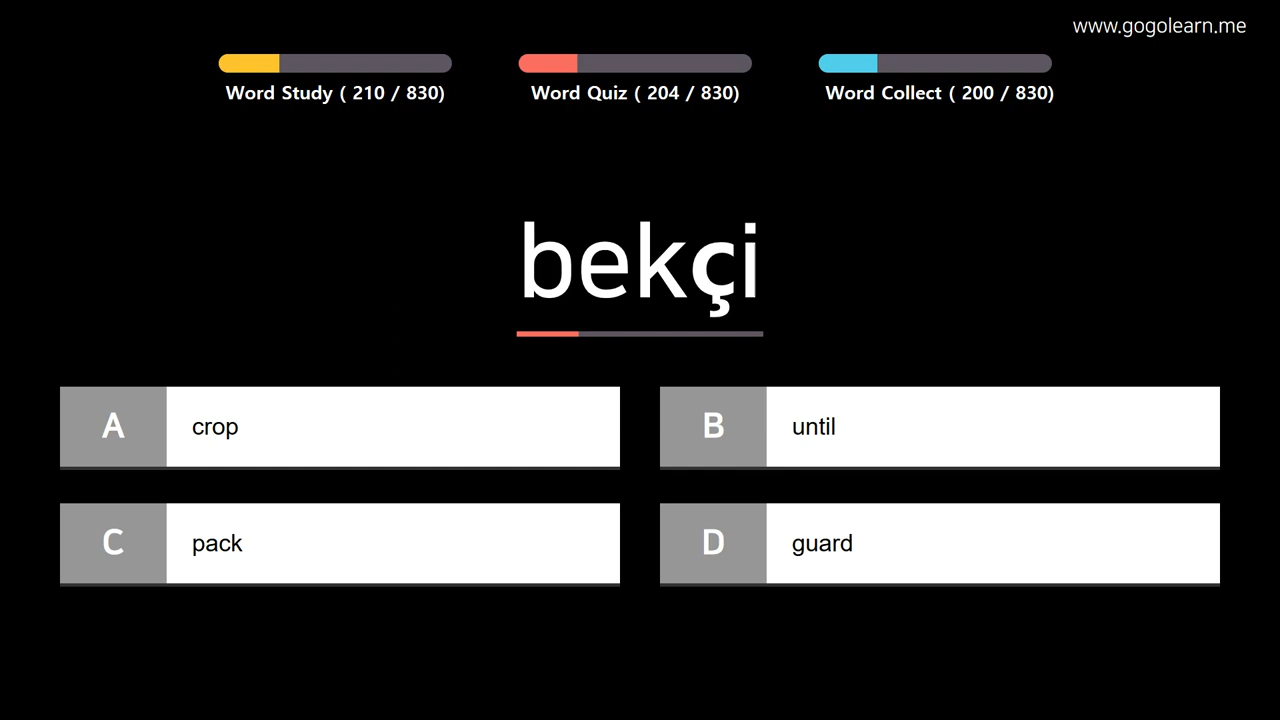 www.gogolearn.me
Word Study ( 210 / 830)
Word Quiz ( 204 / 830)
Word Collect ( 200 / 830)
bekçi
A crop
B until
C pack
D guard